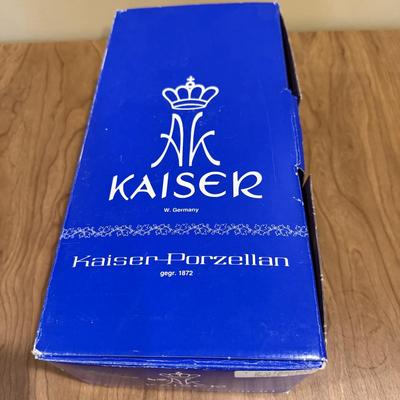 AK
KAISER
W. Germany
Kaiser-Porzellan
gegr. 1872